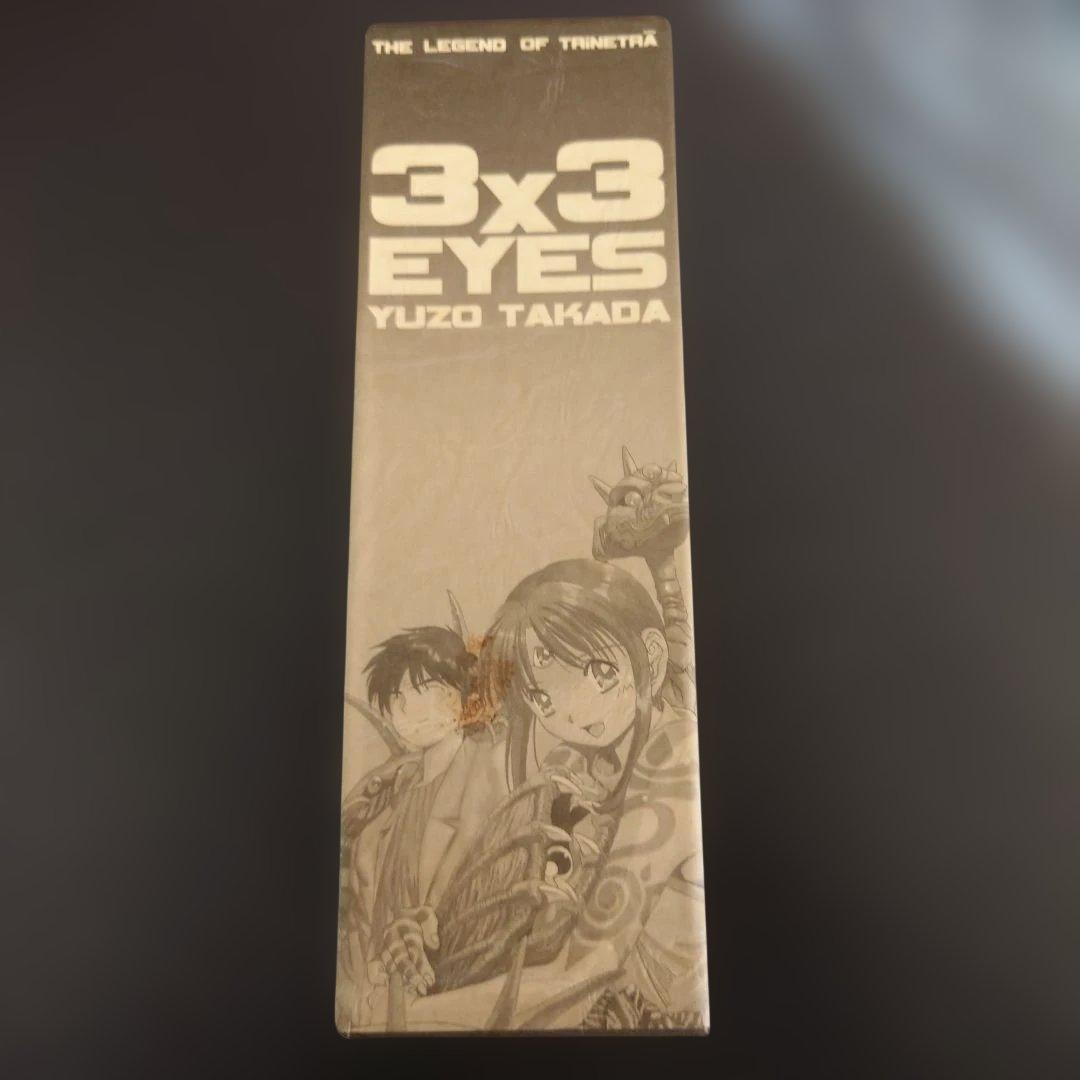 THE LEGEND OF TRINETRĀ
3x3
EYES
YUZO TAKADA